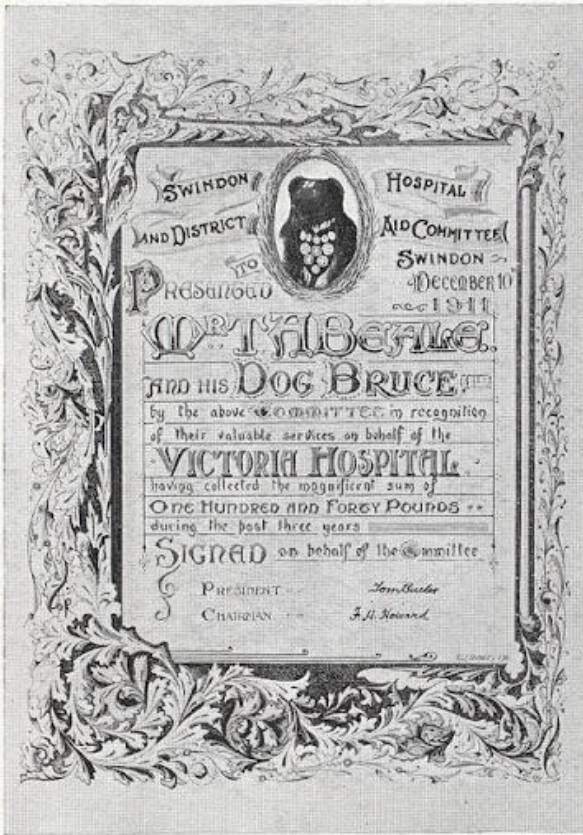 SWINDON HOSPITAL
AND DISTRICT AID COMMITTEE
SWINDON
DECEMBER 10th
1911
PRESENTED TO
Mr. T A BEALE.
AND HIS DOG BRUCE
by the above COMMITTEE in recognition
of their valuable services on behalf of the
VICTORIA HOSPITAL
having collected the magnificent sum of
ONE HUNDRED AND FORTY POUNDS
during the past three years
SIGNED on behalf of the Committee
PRESIDENT Tom Butler
CHAIRMAN F. H. Howard